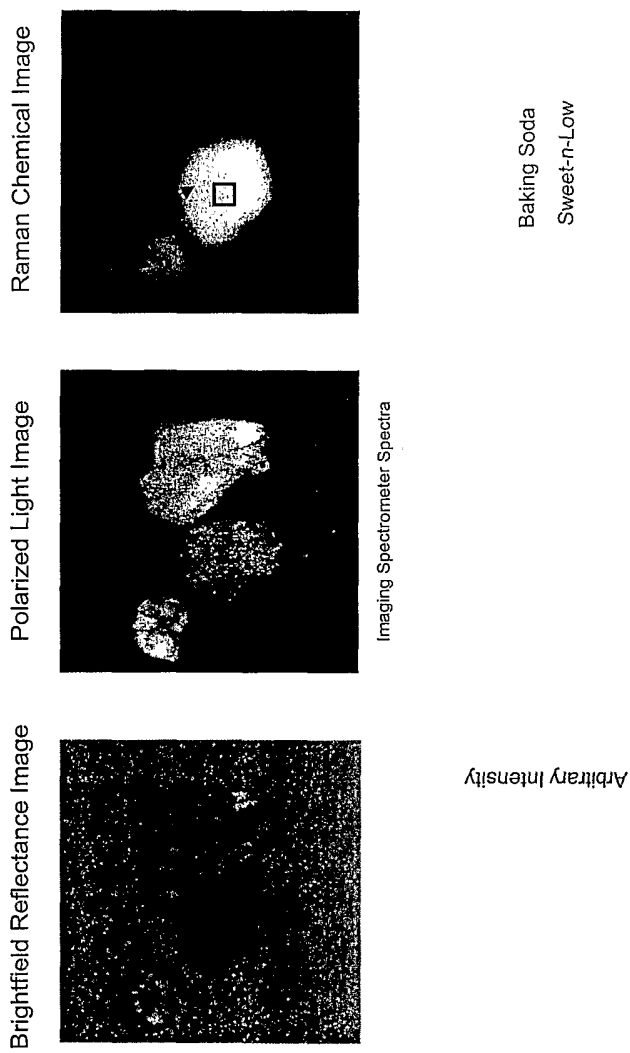 Brightfield Reflectance Image
Polarized Light Image
Raman Chemical Image
Imaging Spectrometer Spectra
Arbitrary Intensity
Baking Soda
Sweet-n-Low